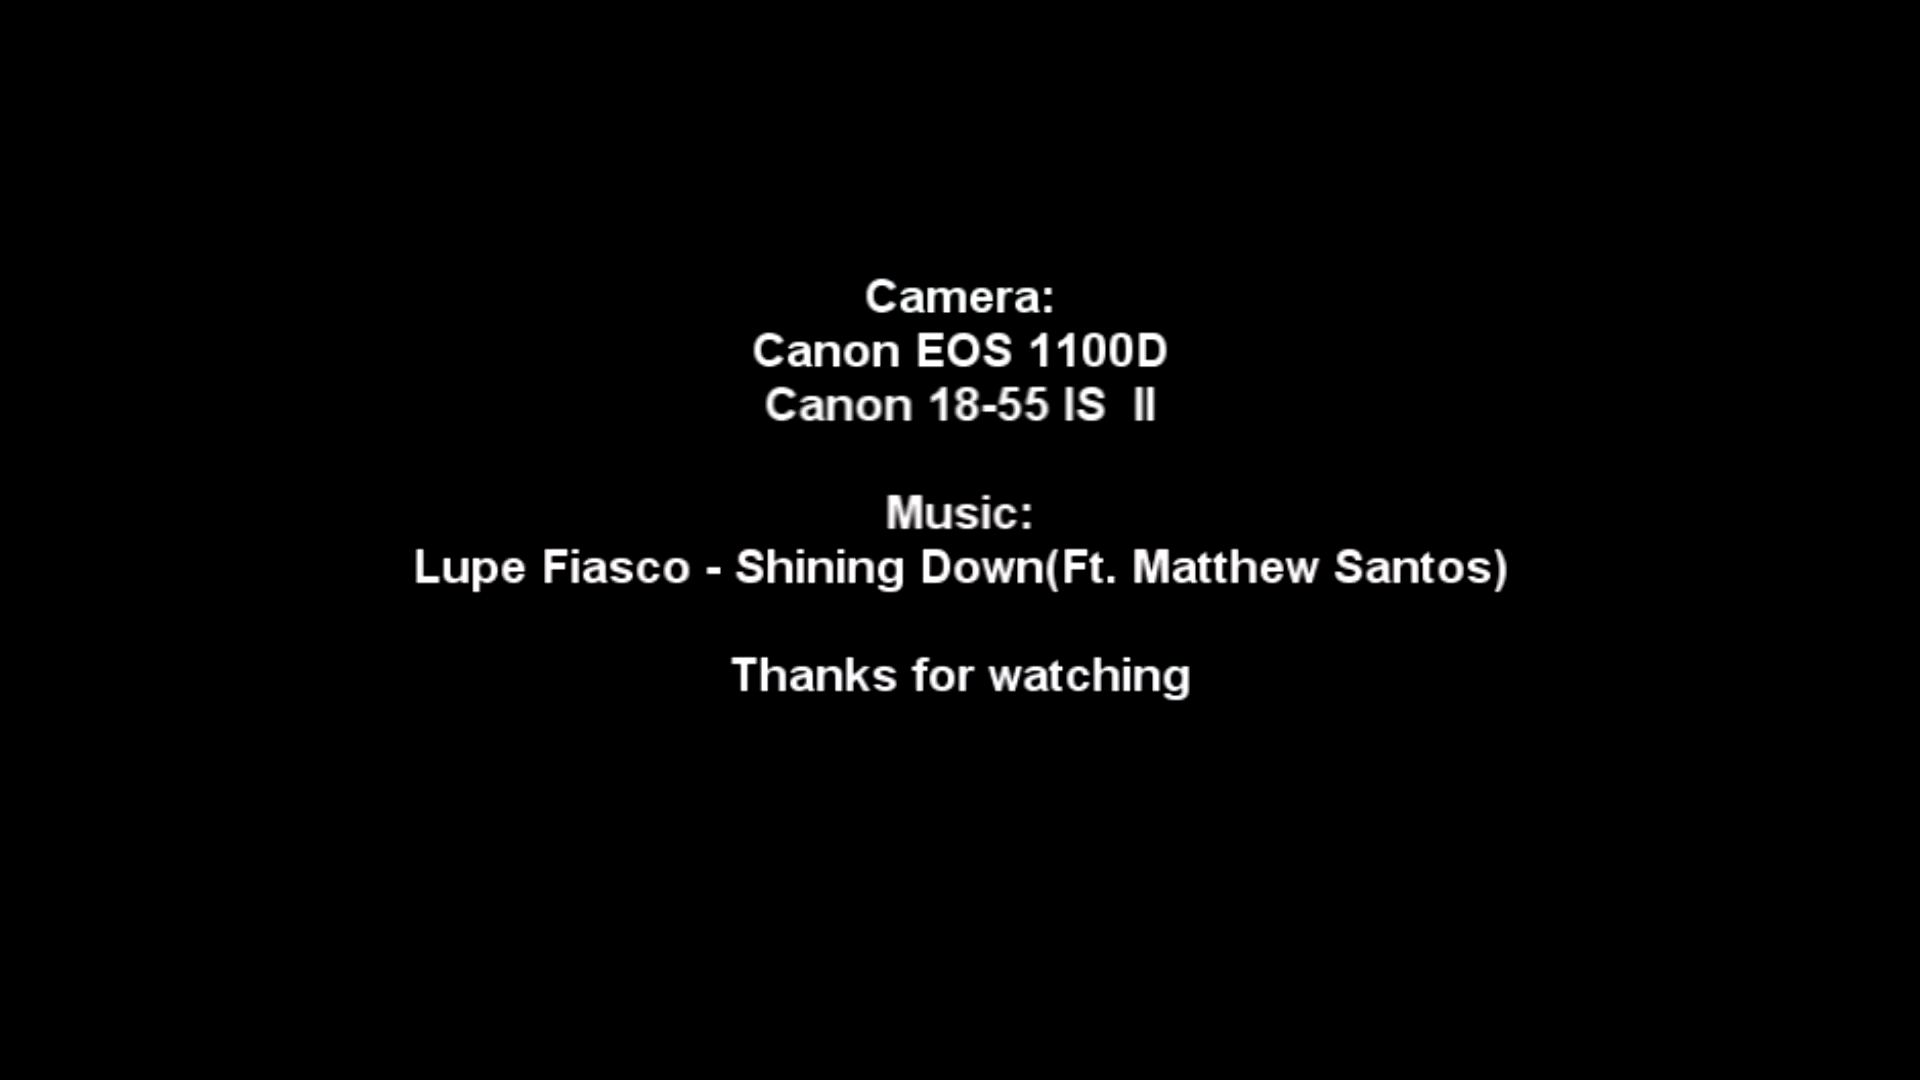 Camera:
Canon EOS 1100D
Canon 18-55 IS  II
Music:
Lupe Fiasco - Shining Down(Ft. Matthew Santos)
Thanks for watching